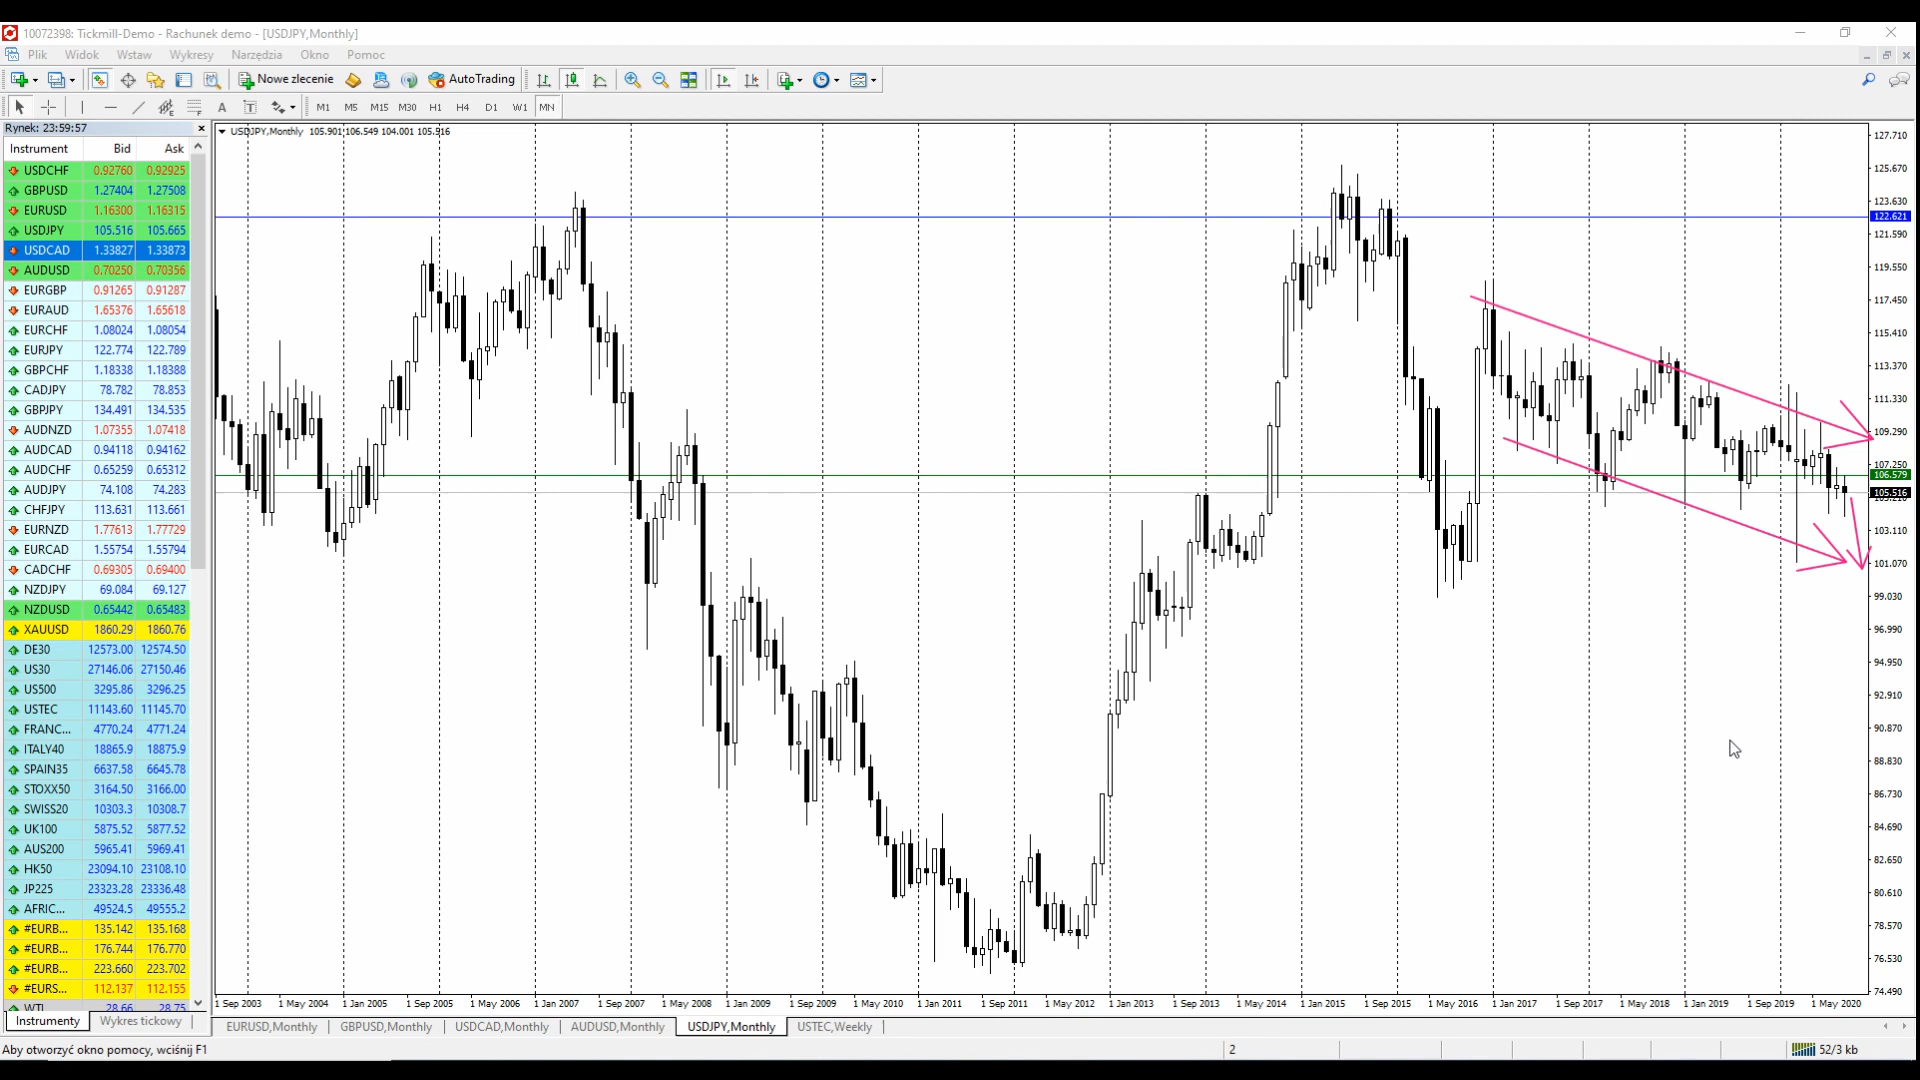 10072398: Tickmill-Demo - Rachunek demo - [USDJPY,Monthly]
Plik Widok Wstaw Wykresy Narzędzia Okno Pomoc
Nowe zlecenie AutoTrading
A T M1 M5 M15 M30 H1 H4 D1 W1 MN
Rynek: 23:59:57
Instrument Bid Ask
USDCHF 0.92760 0.92925
GBPUSD 1.27404 1.27508
EURUSD 1.16300 1.16315
USDJPY 105.516 105.665
USDCAD 1.33827 1.33873
AUDUSD 0.70250 0.70356
EURGBP 0.91265 0.91287
EURAUD 1.65376 1.65618
EURCHF 1.08024 1.08054
EURJPY 122.774 122.789
GBPCHF 1.18338 1.18388
CADJPY 78.782 78.853
GBPJPY 134.491 134.535
AUDNZD 1.07355 1.07418
AUDCAD 0.94118 0.94162
AUDCHF 0.65259 0.65312
AUDJPY 74.108 74.283
CHFJPY 113.631 113.661
EURNZD 1.77613 1.77729
EURCAD 1.55754 1.55794
CADCHF 0.69305 0.69400
NZDJPY 69.084 69.127
NZDUSD 0.65442 0.65483
XAUUSD 1860.29 1860.76
DE30 12573.00 12574.50
US30 27146.06 27150.46
US500 3295.86 3296.25
USTEC 11143.60 11145.70
FRANC... 4770.24 4771.24
ITALY40 18865.9 18875.9
SPAIN35 6637.58 6645.78
STOXX50 3164.50 3166.00
SWISS20 10303.3 10308.7
UK100 5875.52 5877.52
AUS200 5965.41 5969.41
HK50 23094.10 23108.10
JP225 23323.28 23336.48
AFRIC... 49524.5 49555.2
#EURB... 135.142 135.168
#EURB... 176.744 176.770
#EURB... 223.660 223.702
#EURS... 112.137 112.155
WTI 28.66 28.75
Instrumenty Wykres tickowy
USDJPY,Monthly 105.901 106.549 104.001 105.516
127.710
125.670
123.630
122.621
121.590
119.550
117.450
115.410
113.370
111.330
109.290
107.250
106.579
105.516
103.110
101.070
99.030
96.990
94.950
92.910
90.870
88.830
86.730
84.690
82.650
80.610
78.570
76.530
74.490
1 Sep 2003 1 May 2004 1 Jan 2005 1 Sep 2005 1 May 2006 1 Jan 2007 1 Sep 2007 1 May 2008 1 Jan 2009 1 Sep 2009 1 May 2010 1 Jan 2011 1 Sep 2011 1 May 2012 1 Jan 2013 1 Sep 2013 1 May 2014 1 Jan 2015 1 Sep 2015 1 May 2016 1 Jan 2017 1 Sep 2017 1 May 2018 1 Jan 2019 1 Sep 2019 1 May 2020
EURUSD,Monthly GBPUSD,Monthly USDCAD,Monthly AUDUSD,Monthly USDJPY,Monthly USTEC,Weekly
Aby otworzyć okno pomocy, wciśnij F1 2 52/3 kb